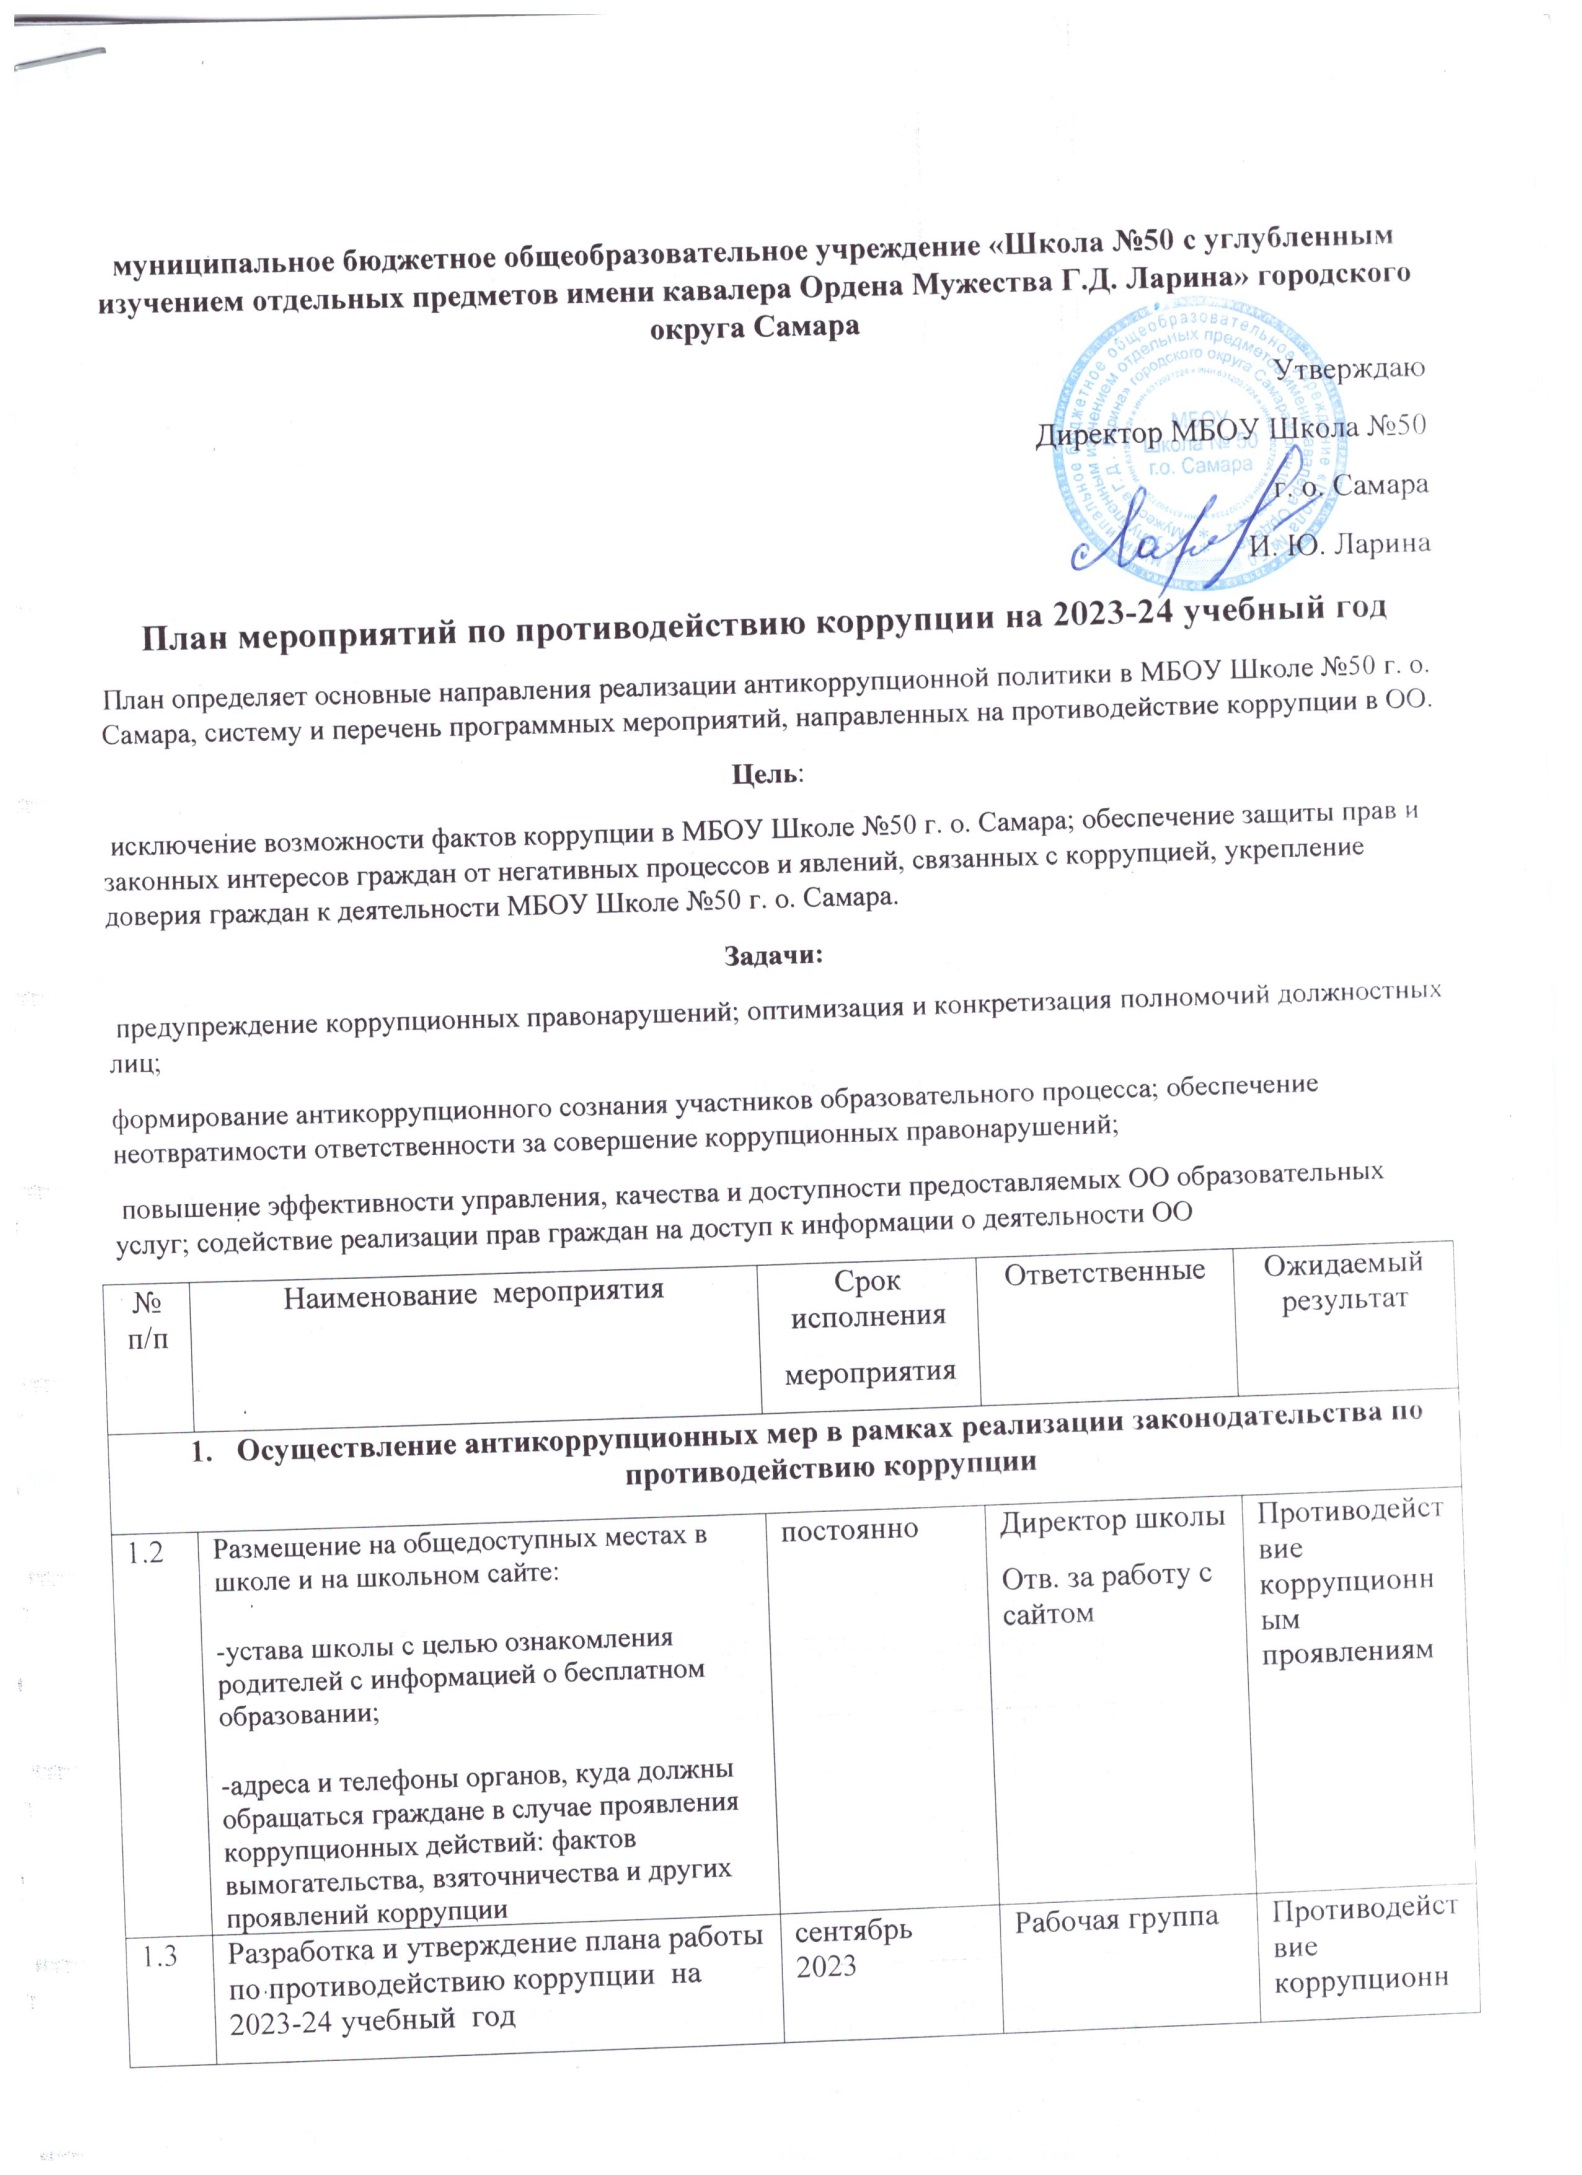 муниципальное бюджетное общеобразовательное учреждение «Школа №50 с углубленным
изучением отдельных предметов имени кавалера Ордена Мужества Г.Д. Ларина» городского
округа Самара
Утверждаю
Директор МБОУ Школа №50
г. о. Самара
И. Ю. Ларина
МБОУ
Школа № 50
г.о. Самара
План мероприятий по противодействию коррупции на 2023-24 учебный год
План определяет основные направления реализации антикоррупционной политики в МБОУ Школе №50 г. о.
Самара, систему и перечень программных мероприятий, направленных на противодействие коррупции в ОО.
Цель:
исключение возможности фактов коррупции в МБОУ Школе №50 г. о. Самара; обеспечение защиты прав и
законных интересов граждан от негативных процессов и явлений, связанных с коррупцией, укрепление
доверия граждан к деятельности МБОУ Школе №50 г. о. Самара.
Задачи:
предупреждение коррупционных правонарушений; оптимизация и конкретизация полномочий должностных
лиц;
формирование антикоррупционного сознания участников образовательного процесса; обеспечение
неотвратимости ответственности за совершение коррупционных правонарушений;
повышение эффективности управления, качества и доступности предоставляемых ОО образовательных
услуг; содействие реализации прав граждан на доступ к информации о деятельности ОО
№
п/п
Наименование мероприятия
Срок
исполнения
мероприятия
Ответственные
Ожидаемый
результат
1. Осуществление антикоррупционных мер в рамках реализации законодательства по
противодействию коррупции
1.2
Размещение на общедоступных местах в
школе и на школьном сайте:
-устава школы с целью ознакомления
родителей с информацией о бесплатном
образовании;
-адреса и телефоны органов, куда должны
обращаться граждане в случае проявления
коррупционных действий: фактов
вымогательства, взяточничества и других
проявлений коррупции
постоянно
Директор школы
Отв. за работу с
сайтом
Противодейст
вие
коррупционн
ым
проявлениям
1.3
Разработка и утверждение плана работы
по противодействию коррупции на
2023-24 учебный год
сентябрь
2023
Рабочая группа
Противодейст
вие
коррупционн